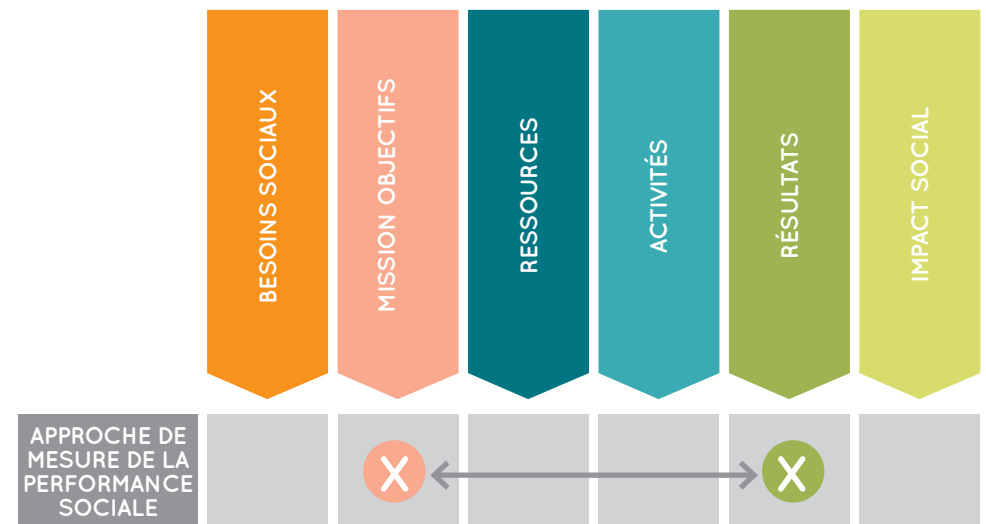 BESOINS SOCIAUX
MISSION OBJECTIFS
RESSOURCES
ACTIVITÉS
RÉSULTATS
IMPACT SOCIAL
APPROCHE DE
MESURE DE LA
PERFORMANCE
SOCIALE
X
X